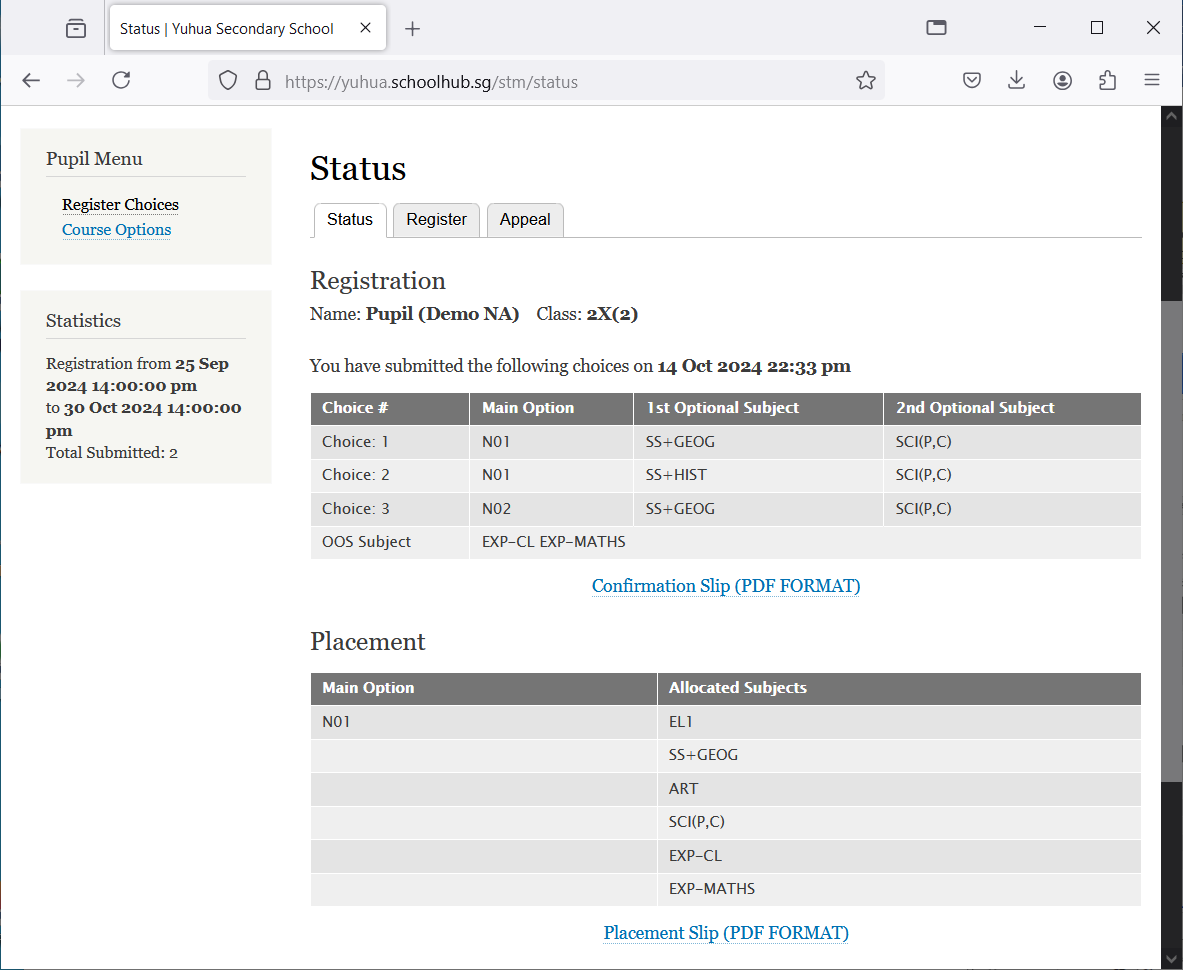 Status | Yuhua Secondary School
https://yuhua.schoolhub.sg/stm/status
Pupil Menu
Register Choices
Course Options
Statistics
Registration from 25 Sep
2024 14:00:00 pm
to 30 Oct 2024 14:00:00
pm
Total Submitted: 2
Status
Status Register Appeal
Registration
Name: Pupil (Demo NA) Class: 2X(2)
You have submitted the following choices on 14 Oct 2024 22:33 pm
Choice # Main Option 1st Optional Subject 2nd Optional Subject
Choice: 1 N01 SS+GEOG SCI(P,C)
Choice: 2 N01 SS+HIST SCI(P,C)
Choice: 3 N02 SS+GEOG SCI(P,C)
OOS Subject EXP-CL EXP-MATHS
Confirmation Slip (PDF FORMAT)
Placement
Main Option Allocated Subjects
N01 EL1
SS+GEOG
ART
SCI(P,C)
EXP-CL
EXP-MATHS
Placement Slip (PDF FORMAT)